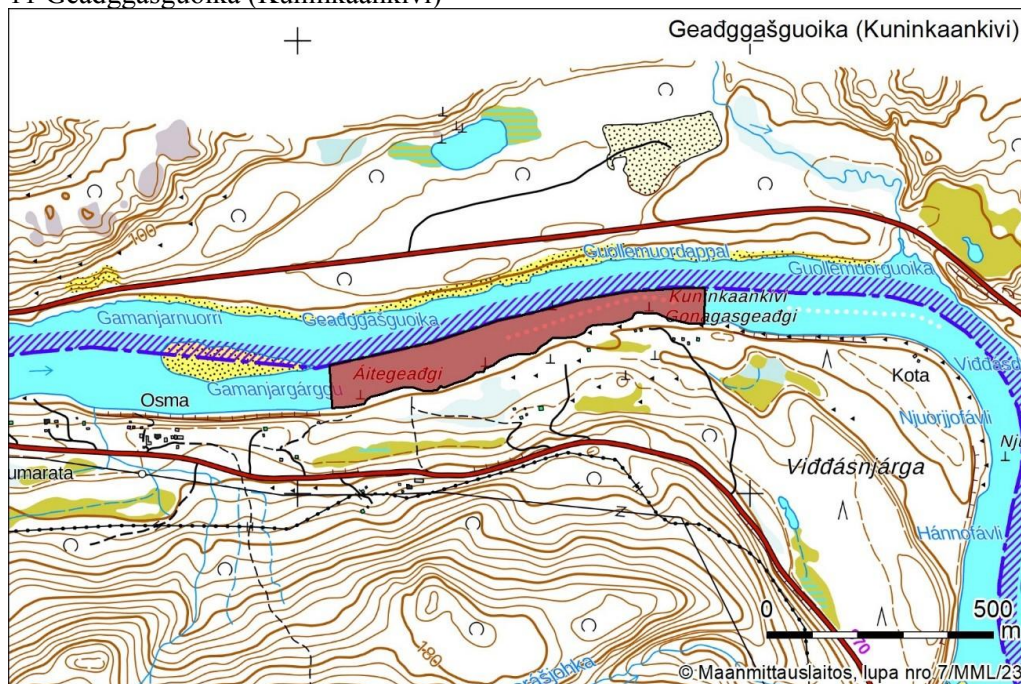 11 Geađggašguoika (Kuninkaankivi)
Geađggašguoika (Kuninkaankivi)
100
Guollemuordappal
Guollemuorguoika
Kuninkaankivi
Gonagasgeađgi
Gamanjarnuorri
Geađggašguoika
Áitegeađgi
Gamanjargárggu
Osma
Kota
Njuorjjofávli
umarata
Viđđásnjárga
Hánnofávli
0 500
m
180
© Maanmittauslaitos, lupa nro 7/MML/23